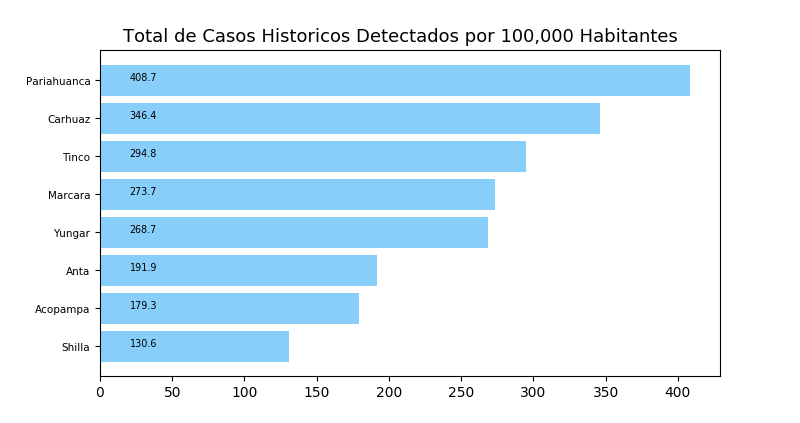 Total de Casos Historicos Detectados por 100,000 Habitantes
Pariahuanca 408.7
Carhuaz 346.4
Tinco 294.8
Marcara 273.7
Yungar 268.7
Anta 191.9
Acopampa 179.3
Shilla 130.6
0 50 100 150 200 250 300 350 400